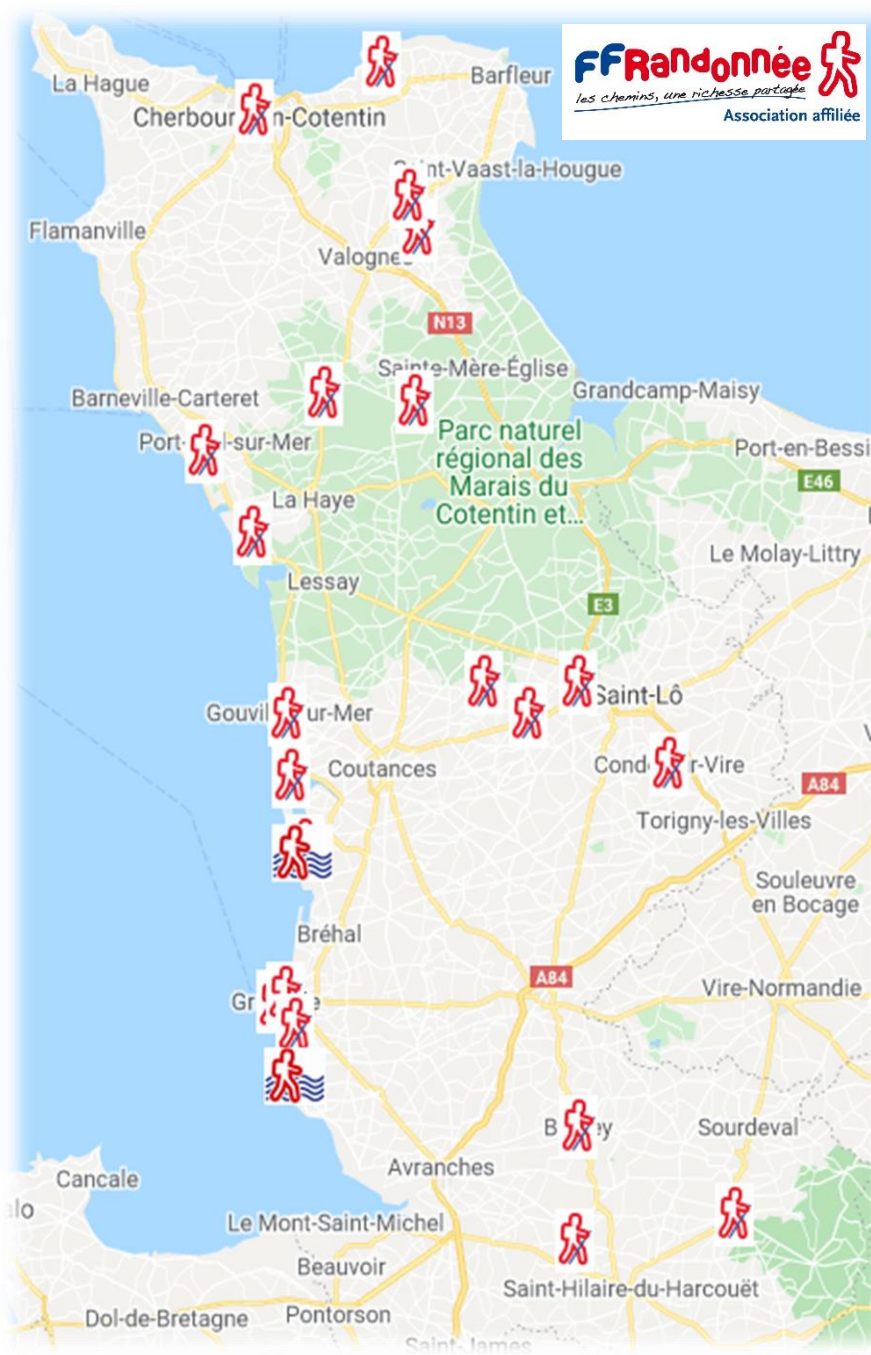 FFRandonnée
les chemins, une richesse partagée
Association affiliée
La Hague
Barfleur
Cherbour n-Cotentin
nt-Vaast-la-Hougue
Flamanville
Valognes
N13
Sainte-Mère-Église
Barneville-Carteret
Grandcamp-Maisy
Port- l-sur-Mer
Parc naturel
régional des
Marais du
Cotentin et...
Port-en-Bessi
E46
La Haye
Le Molay-Littry
Lessay
E3
Saint-Lô
Gouvil ur-Mer
Coutances
Cond r-Vire
A84
Torigny-les-Villes
Souleuvre
en Bocage
Bréhal
A84
Vire-Normandie
Gr e
B ey
Sourdeval
Avranches
Cancale
alo
Le Mont-Saint-Michel
Beauvoir
Saint-Hilaire-du-Harcouët
Dol-de-Bretagne
Pontorson
Saint-James